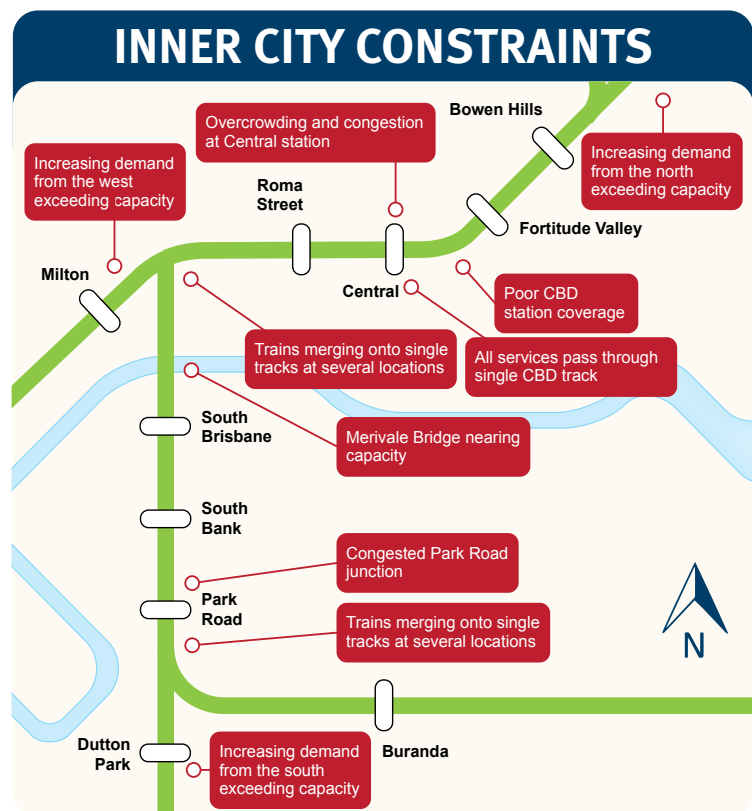 INNER CITY CONSTRAINTS
Overcrowding and congestion
at Central station
Bowen Hills
Increasing demand
from the west
exceeding capacity
Increasing demand
from the north
exceeding capacity
Roma
Street
Fortitude Valley
Milton
Central
Poor CBD
station coverage
Trains merging onto single
tracks at several locations
All services pass through
single CBD track
South
Brisbane
Merivale Bridge nearing
capacity
South
Bank
Congested Park Road
junction
Park
Road
Trains merging onto single
tracks at several locations
N
Dutton
Park
Increasing demand
from the south
exceeding capacity
Buranda